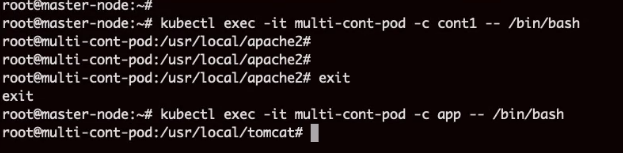 root@master-node:~#
root@master-node:~# kubectl exec -it multi-cont-pod -c cont1 -- /bin/bash
root@multi-cont-pod:/usr/local/apache2#
root@multi-cont-pod:/usr/local/apache2#
root@multi-cont-pod:/usr/local/apache2# exit
exit
root@master-node:~# kubectl exec -it multi-cont-pod -c app -- /bin/bash
root@multi-cont-pod:/usr/local/tomcat#